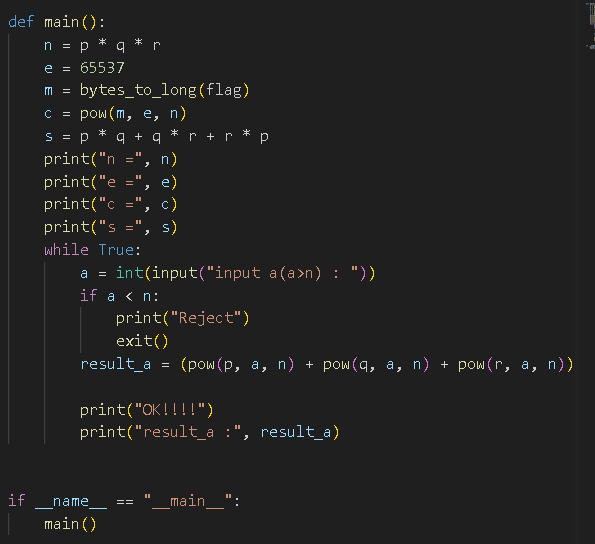 def main():
    n = p * q * r
    e = 65537
    m = bytes_to_long(flag)
    c = pow(m, e, n)
    s = p * q + q * r + r * p
    print("n =", n)
    print("e =", e)
    print("c =", c)
    print("s =", s)
    while True:
        a = int(input("input a(a>n) : "))
        if a < n:
            print("Reject")
            exit()
        result_a = (pow(p, a, n) + pow(q, a, n) + pow(r, a, n))
        print("OK!!!!")
        print("result_a :", result_a)
if __name__ == "__main__":
    main()